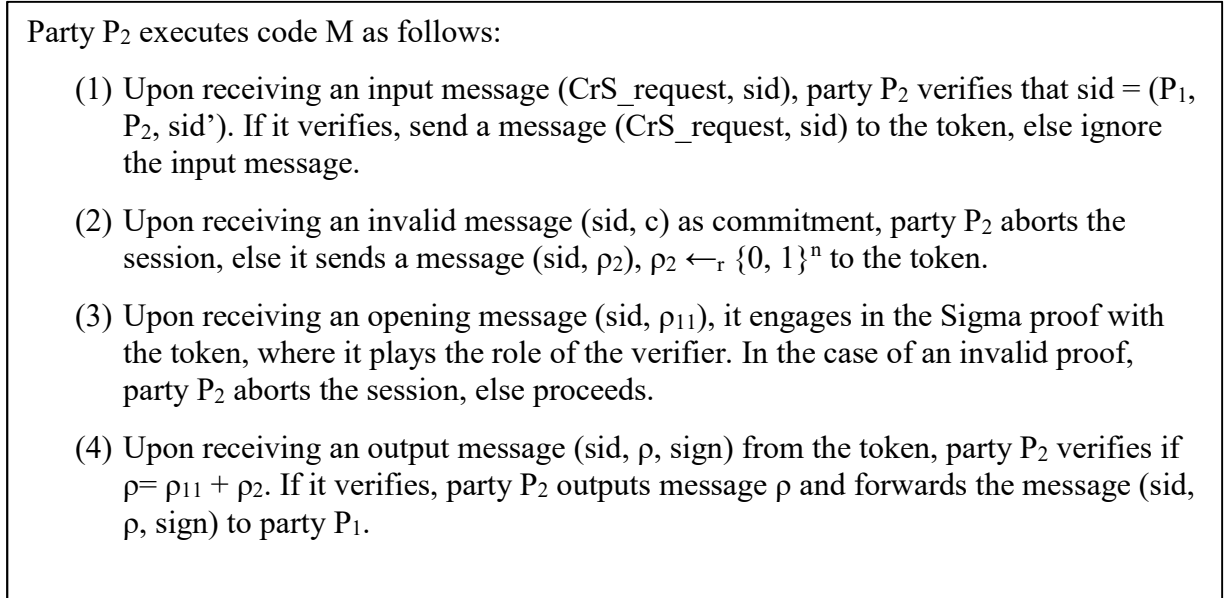 Party P₂ executes code M as follows:
(1) Upon receiving an input message (CrS_request, sid), party P₂ verifies that sid = (P₁,
P₂, sid’). If it verifies, send a message (CrS_request, sid) to the token, else ignore
the input message.
(2) Upon receiving an invalid message (sid, c) as commitment, party P₂ aborts the
session, else it sends a message (sid, ρ₂), ρ₂ ←ᵣ {0, 1}ⁿ to the token.
(3) Upon receiving an opening message (sid, ρ₁₁), it engages in the Sigma proof with
the token, where it plays the role of the verifier. In the case of an invalid proof,
party P₂ aborts the session, else proceeds.
(4) Upon receiving an output message (sid, ρ, sign) from the token, party P₂ verifies if
ρ= ρ₁₁ + ρ₂. If it verifies, party P₂ outputs message ρ and forwards the message (sid,
ρ, sign) to party P₁.